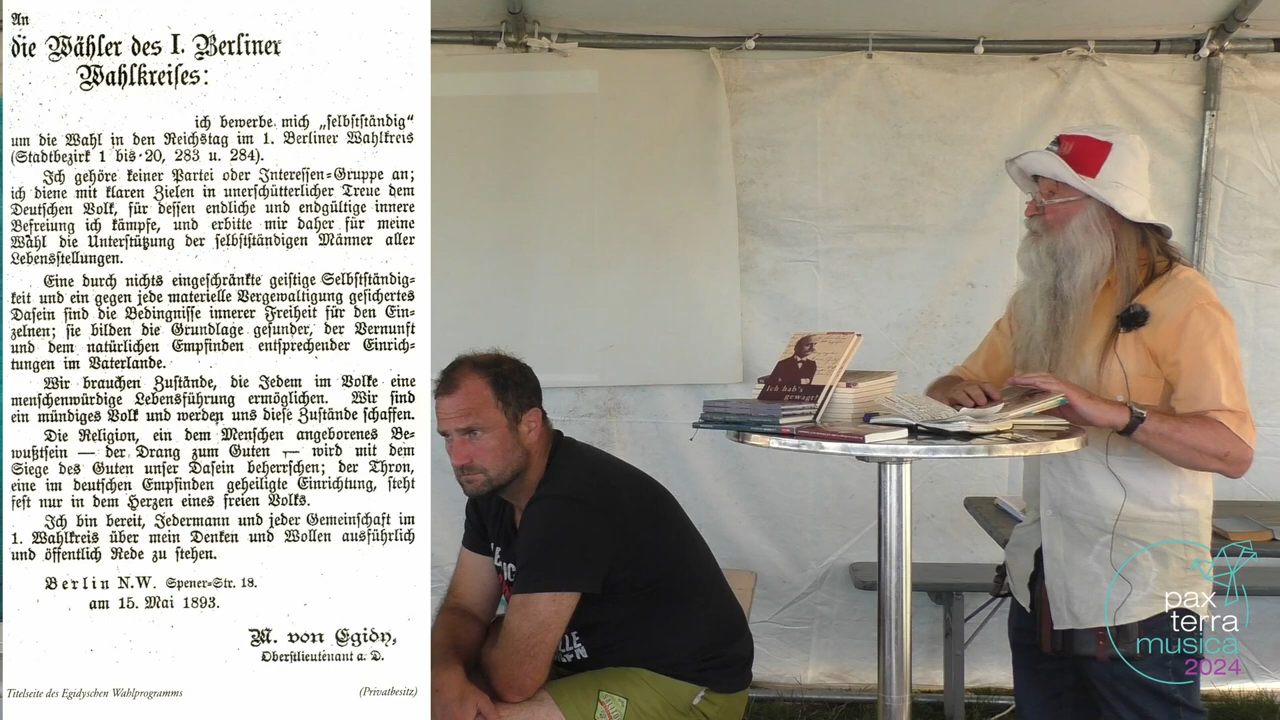 An
die Wähler des I. Berliner
Wahlkreises:
ich bewerbe mich „selbstständig“
um die Wahl in den Reichstag im 1. Berliner Wahlkreis
(Stadtbezirk 1 bis 20, 283 u. 284).
Ich gehöre keiner Partei oder Interessen-Gruppe an;
ich diene mit klaren Zielen in unerschütterlicher Treue dem
Deutschen Volk, für dessen endliche und endgültige innere
Befreiung ich kämpfe, und erbitte mir daher für meine
Wahl die Unterstützung der selbstständigen Männer aller
Lebensstellungen.
Eine durch nichts eingeschränkte geistige Selbstständig-
keit und ein gegen jede materielle Vergewaltigung gesichertes
Dasein sind die Bedingnisse innerer Freiheit für den Ein-
zelnen; sie bilden die Grundlage gesunder, der Vernunft
und dem natürlichen Empfinden entsprechender Einrich-
tungen im Vaterlande.
Wir brauchen Zustände, die Jedem im Volke eine
menschenwürdige Lebensführung ermöglichen. Wir sind
ein mündiges Volk und werden uns diese Zustände schaffen.
Die Religion, ein dem Menschen angeborenes Be-
wußtsein — der Drang zum Guten — wird mit dem
Siege des Guten unser Dasein beherrschen; der Thron,
eine im deutschen Empfinden geheiligte Einrichtung, steht
fest nur in dem Herzen eines freien Volks.
Ich bin bereit, Jedermann und jeder Gemeinschaft im
1. Wahlkreis über mein Denken und Wollen ausführlich
und öffentlich Rede zu stehen.
Berlin N.W. Spener-Str. 18.
am 15. Mai 1893.
M. von Egidy,
Oberstlieutenant a. D.
Titelseite des Egidyschen Wahlprogramms (Privatbesitz)
Ich hab's
gewagt!
pax
terra
musica
2024